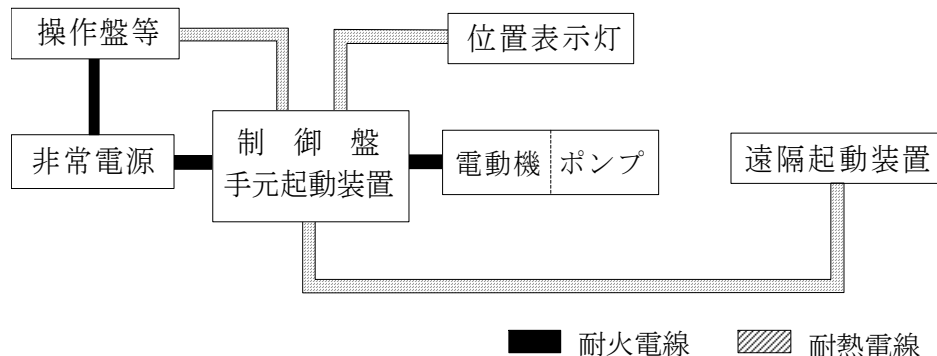 操作盤等
位置表示灯
非常電源
制御盤
手元起動装置
電動機
ポンプ
遠隔起動装置
耐火電線
耐熱電線